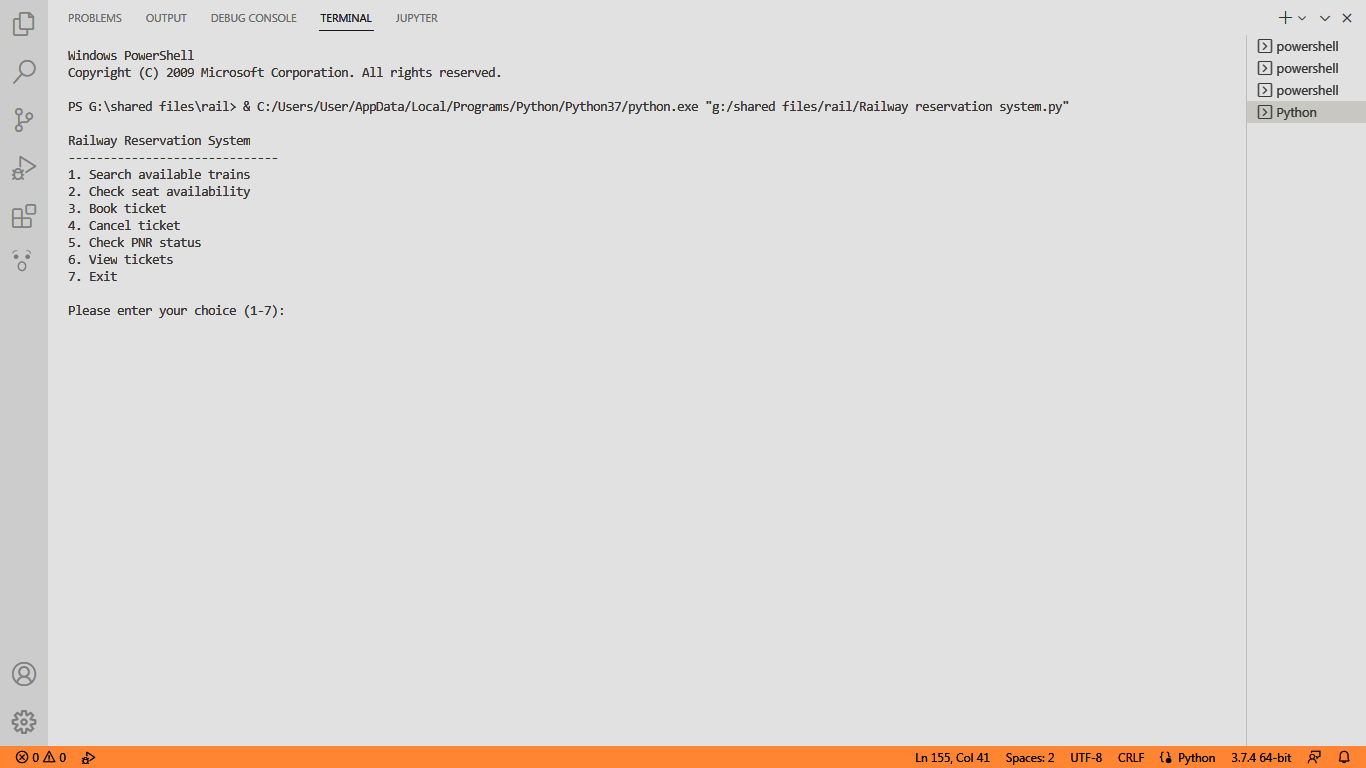 PROBLEMS OUTPUT DEBUG CONSOLE TERMINAL JUPYTER
Windows PowerShell
Copyright (C) 2009 Microsoft Corporation. All rights reserved.
PS G:\shared files\rail> & C:/Users/User/AppData/Local/Programs/Python/Python37/python.exe "g:/shared files/rail/Railway reservation system.py"
Railway Reservation System
------------------------------
1. Search available trains
2. Check seat availability
3. Book ticket
4. Cancel ticket
5. Check PNR status
6. View tickets
7. Exit
Please enter your choice (1-7):
powershell
powershell
powershell
Python
0 0 Ln 155, Col 41 Spaces: 2 UTF-8 CRLF Python 3.7.4 64-bit